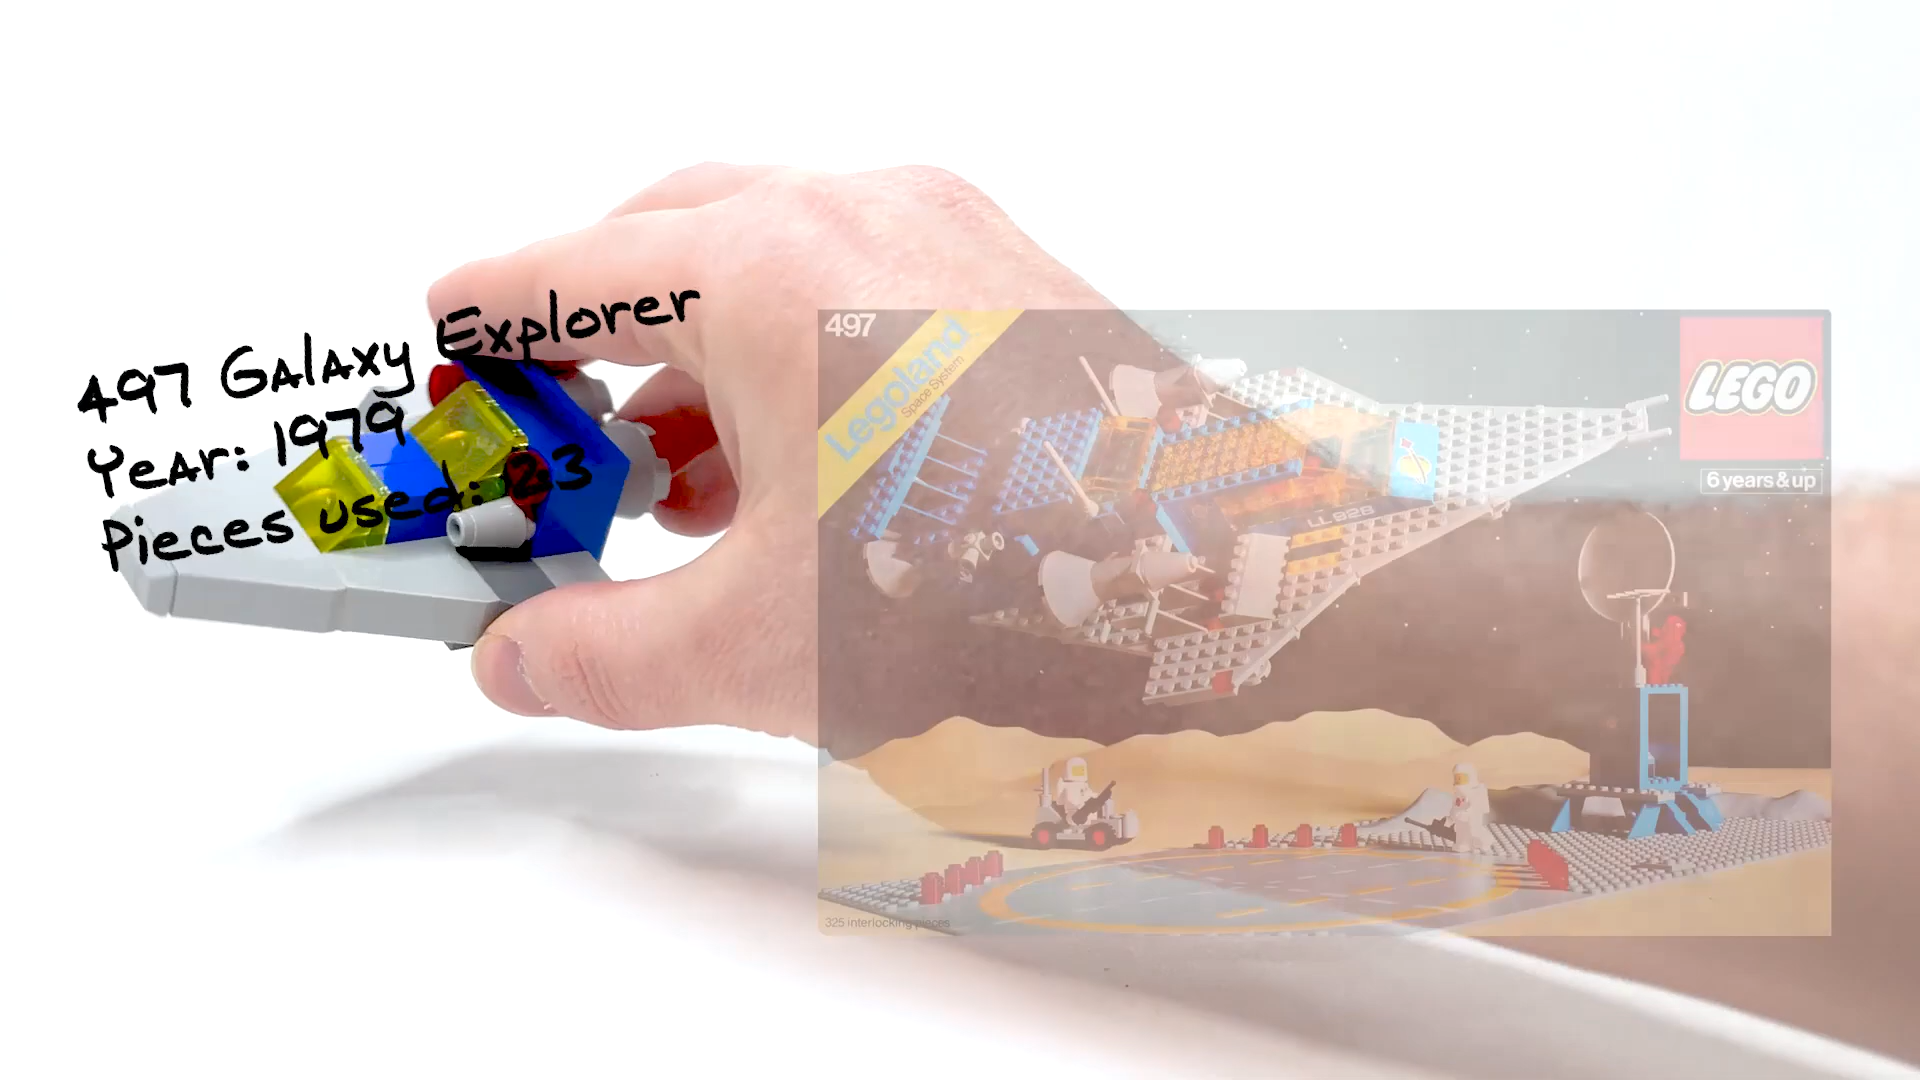 497 Galaxy Explorer
Year: 1979
Pieces used: 23
497
Legoland
Space System
LEGO
6 years & up
LL 928
325 interlocking pieces